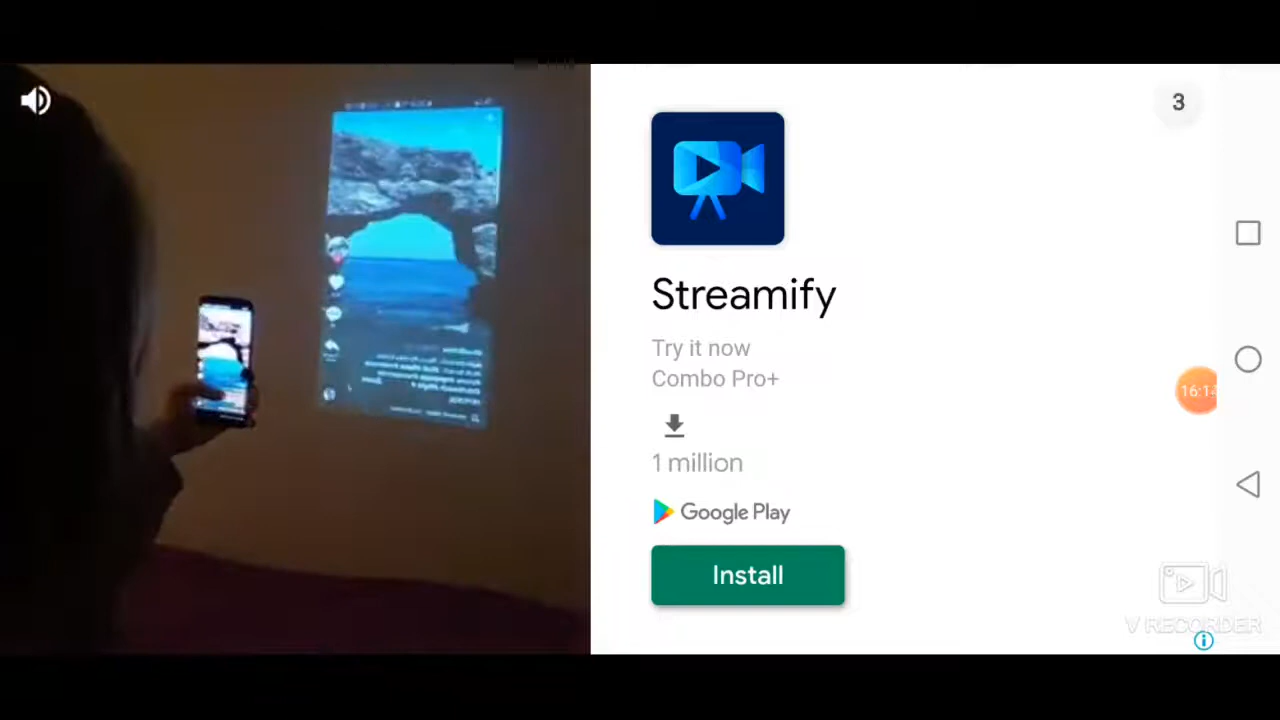 3
Streamify
Try it now
Combo Pro+
16:14
1 million
Google Play
Install
V RECORDER